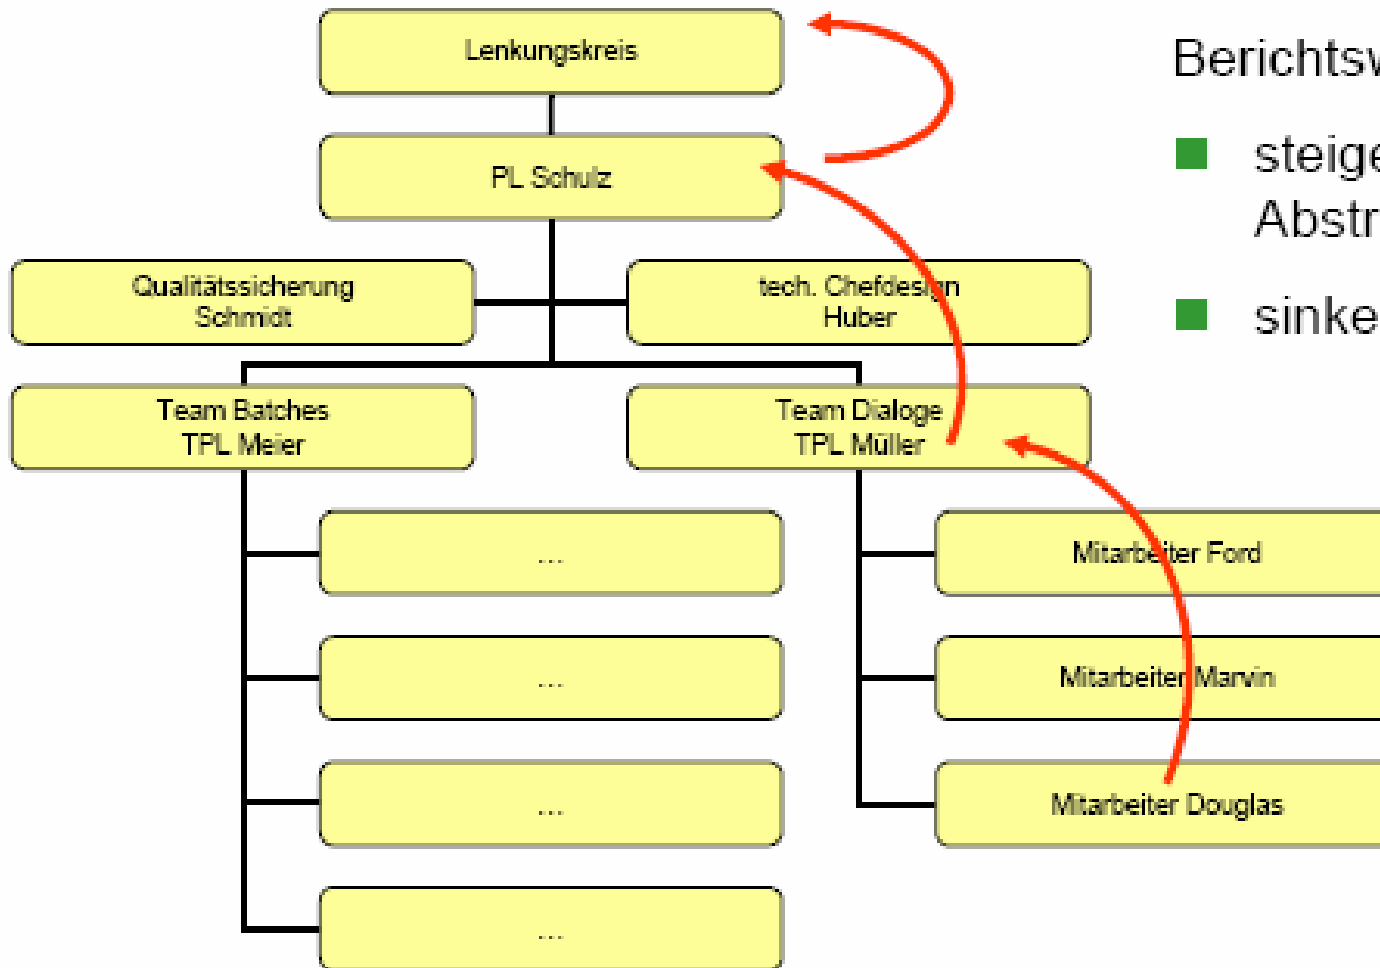 Lenkungskreis
PL Schulz
Qualitätssicherung
Schmidt
tech. Chefdesign
Huber
Team Batches
TPL Meier
Team Dialoge
TPL Müller
...
...
...
...
Mitarbeiter Ford
Mitarbeiter Marvin
Mitarbeiter Douglas